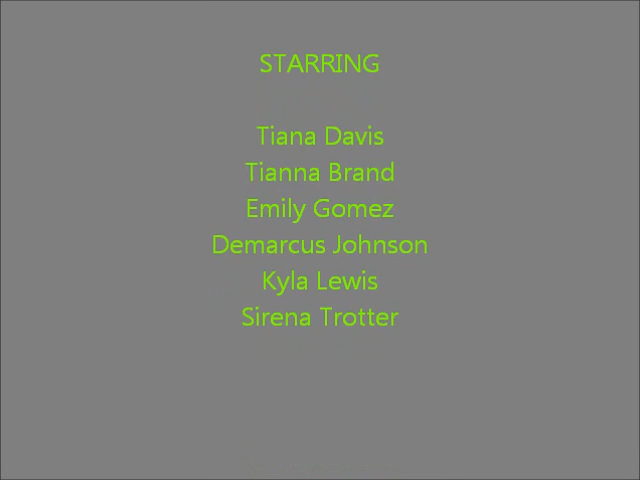 STARRING
Tiana Davis
Tianna Brand
Emily Gomez
Demarcus Johnson
Kyla Lewis
Sirena Trotter